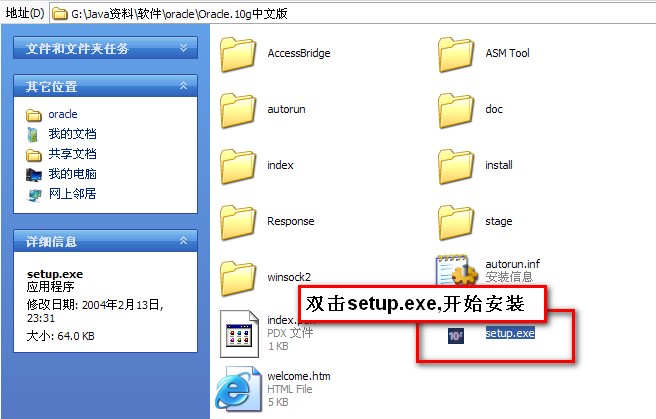 地址(D) G:\Java资料\软件\oracle\Oracle.10g中文版
文件和文件夹任务
其它位置
oracle
我的文档
共享文档
我的电脑
网上邻居
详细信息
setup.exe
应用程序
修改日期: 2004年2月13日,
23:31
大小: 64.0 KB
AccessBridge
ASM Tool
autorun
doc
index
install
Response
stage
winsock2
autorun.inf
安装信息
双击setup.exe,开始安装
PDX 文件
1 KB
setup.exe
welcome.htm
HTML File
5 KB